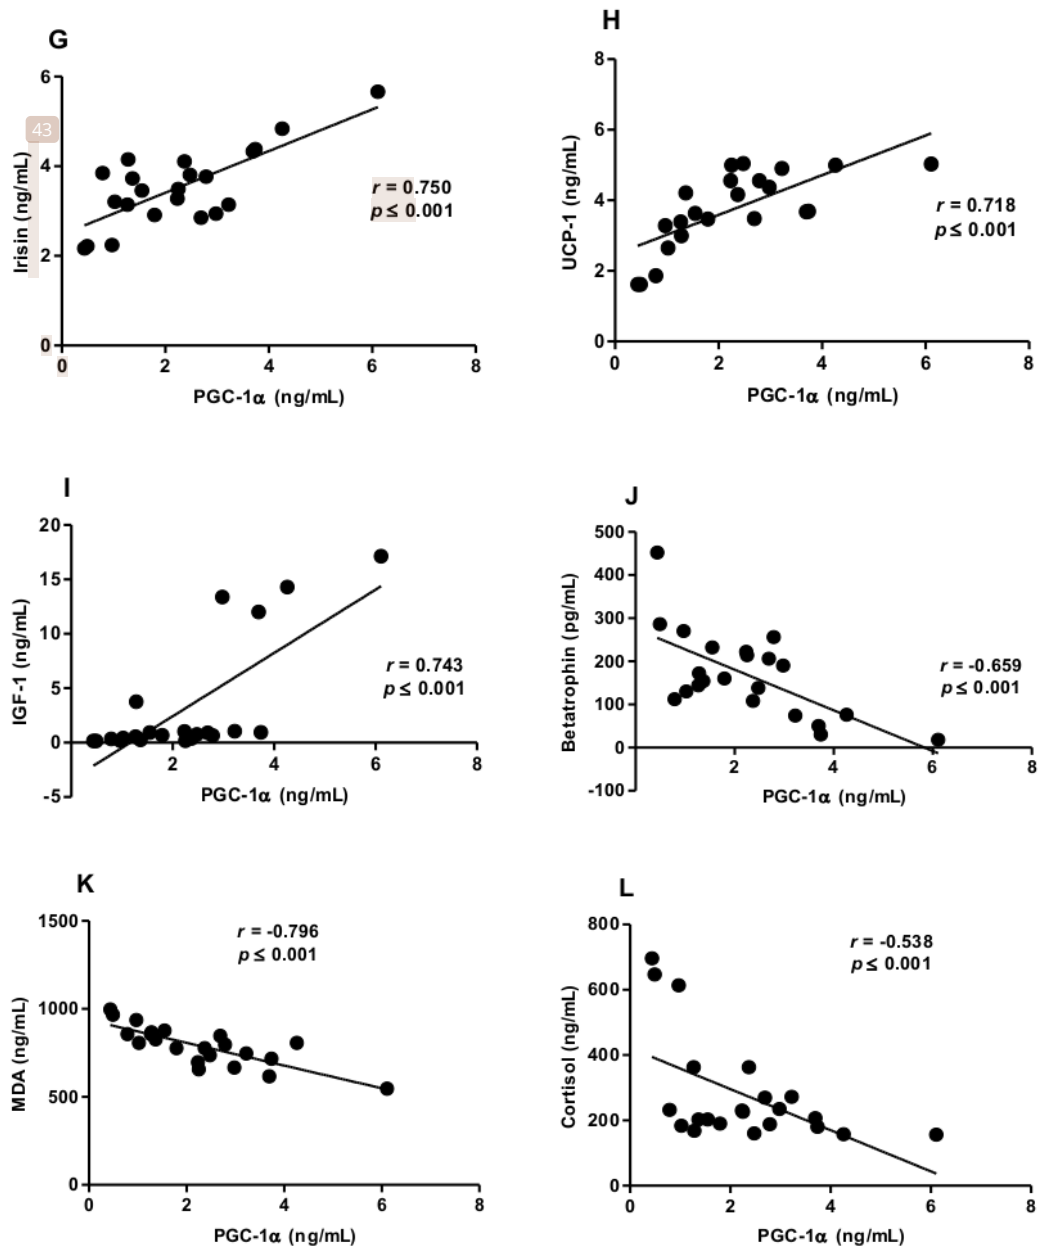 G
6
43
4
2
0
Irisin (ng/mL)
r = 0.750
p ≤ 0.001
0 2 4 6 8
PGC-1α (ng/mL)
H
8
6
4
2
0
UCP-1 (ng/mL)
r = 0.718
p ≤ 0.001
0 2 4 6 8
PGC-1α (ng/mL)
I
20
15
10
5
0
-5
IGF-1 (ng/mL)
r = 0.743
p ≤ 0.001
2 4 6 8
PGC-1α (ng/mL)
J
500
400
300
200
100
0
-100
Betatrophin (pg/mL)
r = -0.659
p ≤ 0.001
2 4 6 8
PGC-1α (ng/mL)
K
1500
1000
500
0
MDA (ng/mL)
r = -0.796
p ≤ 0.001
0 2 4 6 8
PGC-1α (ng/mL)
L
800
600
400
200
0
Cortisol (ng/mL)
r = -0.538
p ≤ 0.001
0 2 4 6 8
PGC-1α (ng/mL)